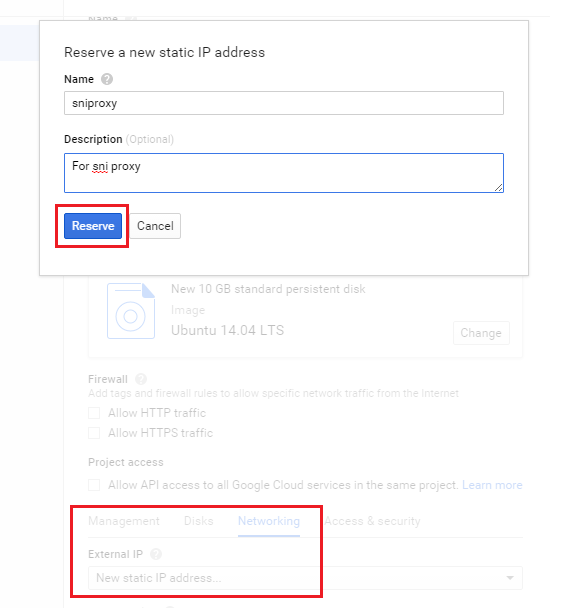 Name
Reserve a new static IP address
Name ?
sniproxy
Description (Optional)
For sni proxy
Reserve
Cancel
New 10 GB standard persistent disk
Image
Ubuntu 14.04 LTS
Change
Firewall ?
Add tags and firewall rules to allow specific network traffic from the Internet
Allow HTTP traffic
Allow HTTPS traffic
Project access
Allow API access to all Google Cloud services in the same project. Learn more
Management Disks Networking Access & security
External IP ?
New static IP address...